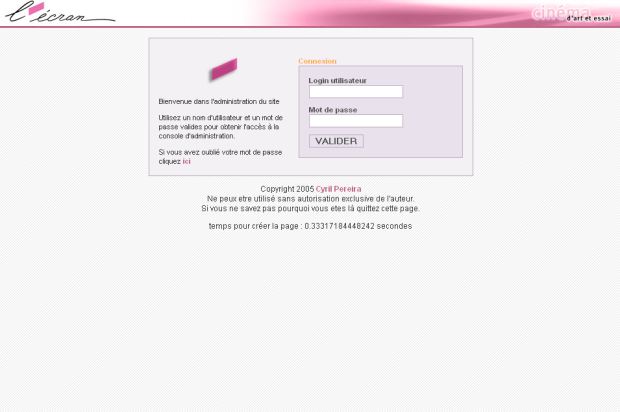 l'écran
cinéma
d'art et essai
Connexion
Bienvenue dans l'administration du site
Utilisez un nom d'utilisateur et un mot de
passe valides pour obtenir l'accès à la
console d'administration.
Si vous avez oublié votre mot de passe
cliquez ici
Login utilisateur
Mot de passe
VALIDER
Copyright 2005 Cyril Pereira
Ne peux etre utilisé sans autorisation exclusive de l'auteur.
Si vous ne savez pas pourquoi vous etes là quittez cette page.
temps pour créer la page : 0.33317184448242 secondes